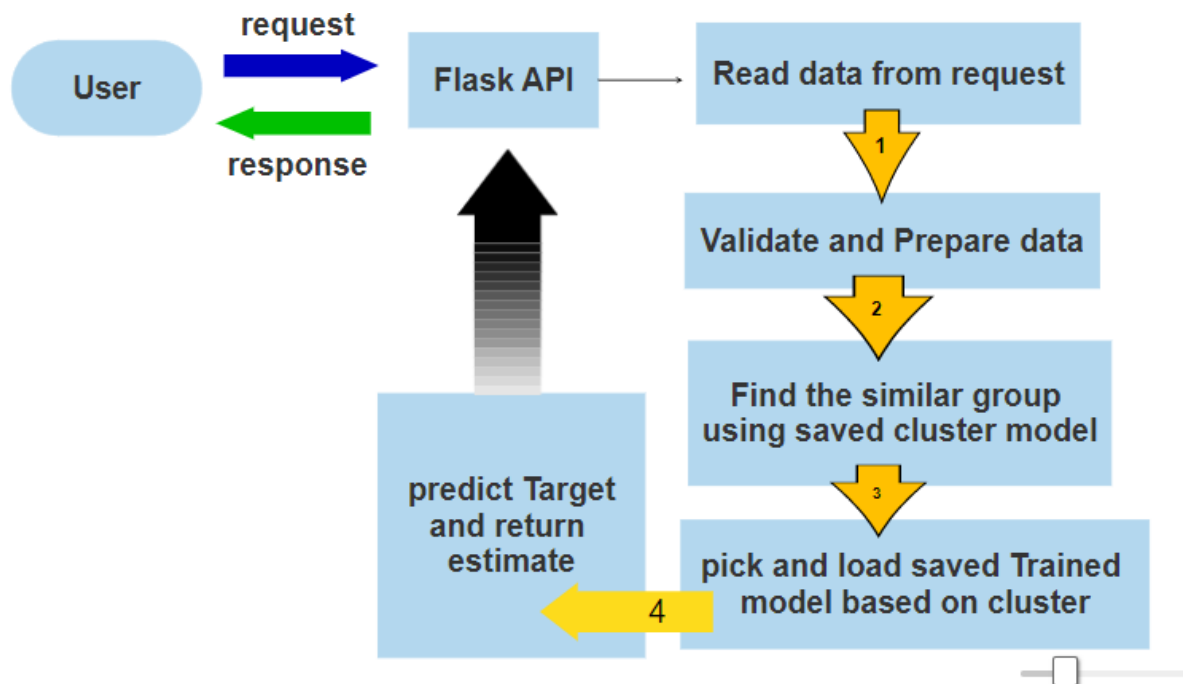 request
User
Flask API
Read data from request
response
1
Validate and Prepare data
2
Find the similar group
using saved cluster model
3
pick and load saved Trained
model based on cluster
4
predict Target
and return
estimate